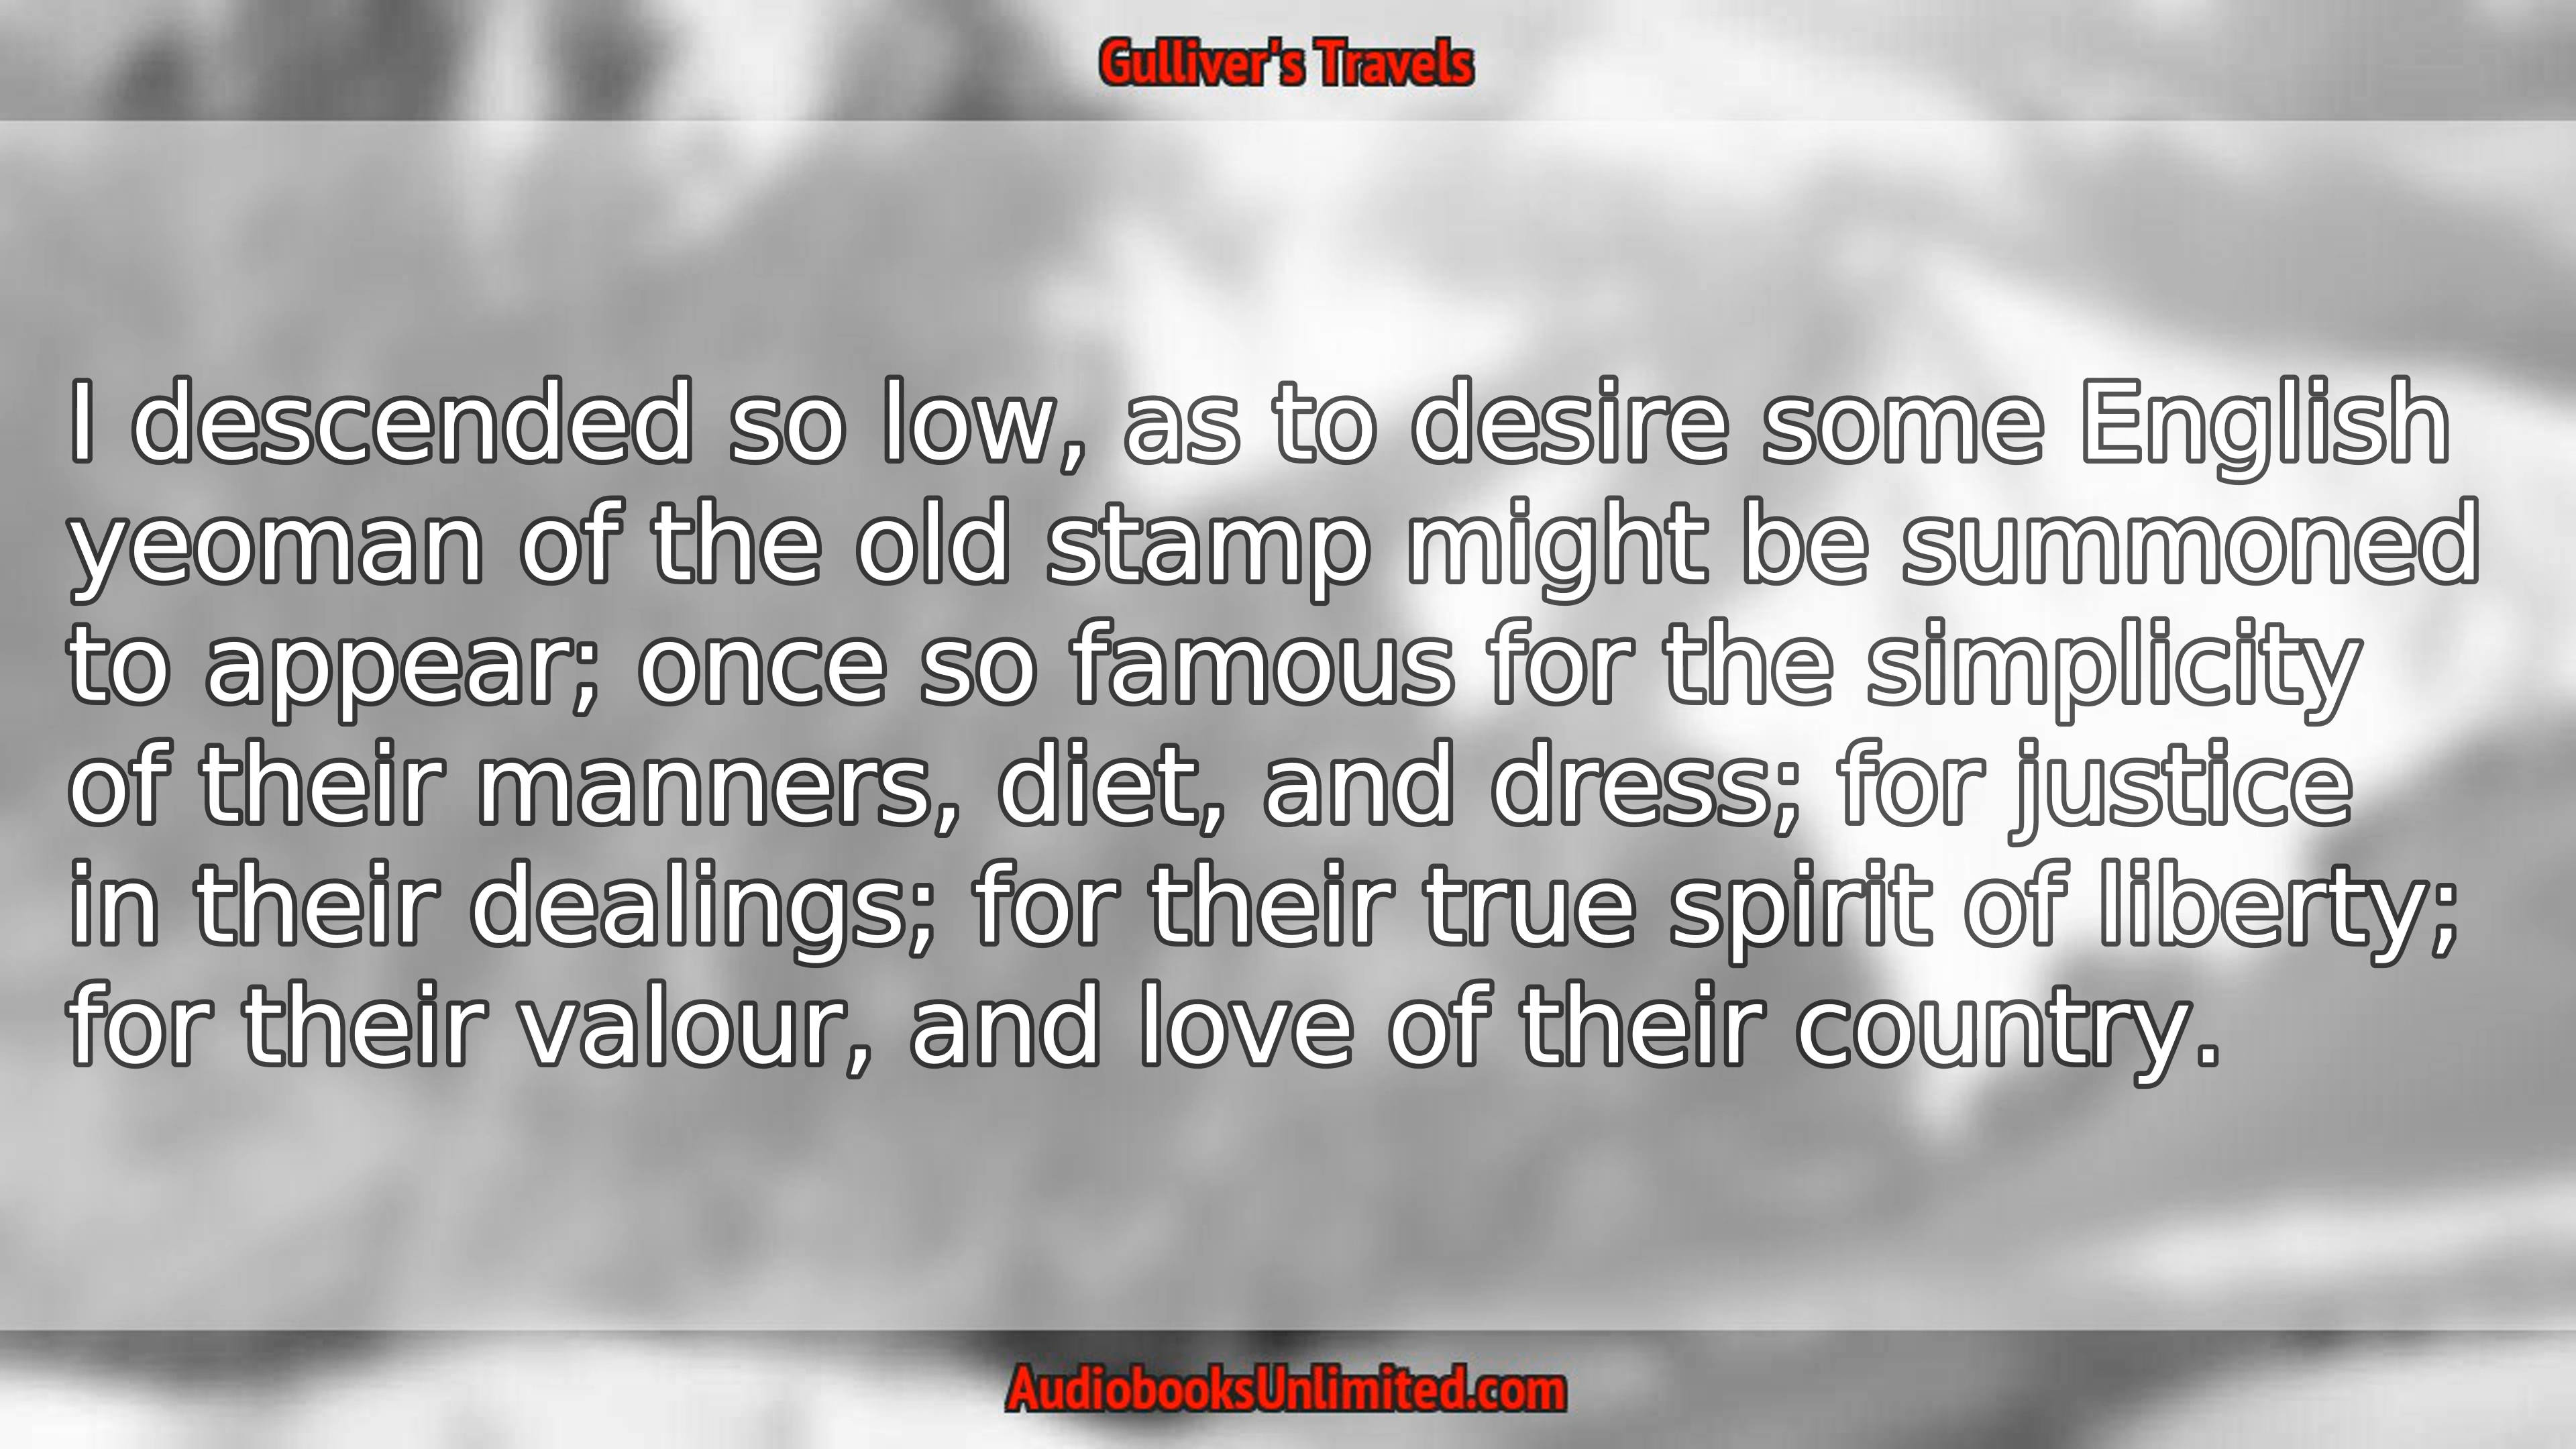 Gulliver's Travels
I descended so low, as to desire some English
yeoman of the old stamp might be summoned
to appear; once so famous for the simplicity
of their manners, diet, and dress; for justice
in their dealings; for their true spirit of liberty;
for their valour, and love of their country.
AudiobooksUnlimited.com